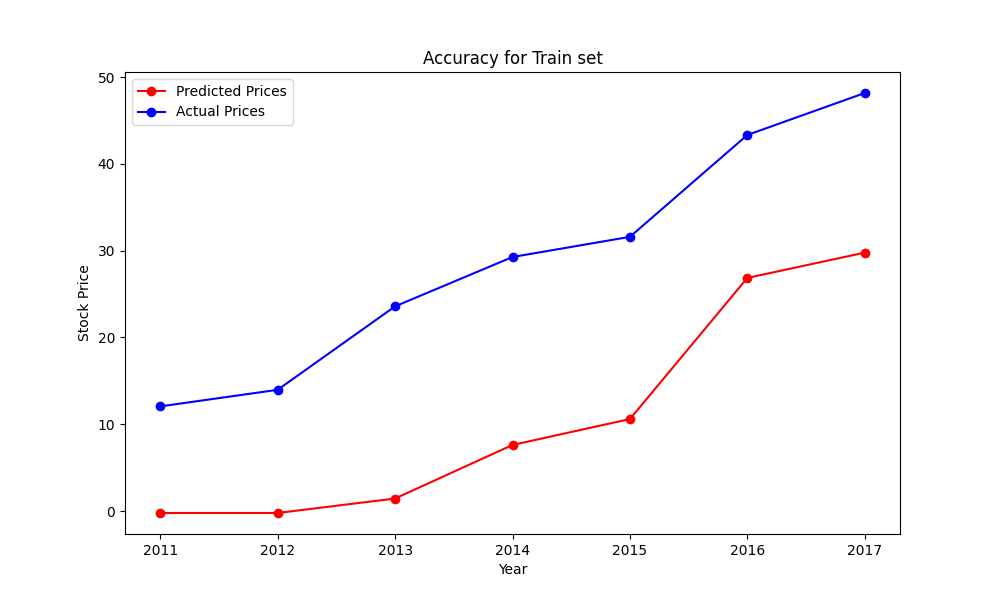 Accuracy for Train set
Predicted Prices
Actual Prices
50
40
30
20
10
0
Stock Price
2011 2012 2013 2014 2015 2016 2017
Year